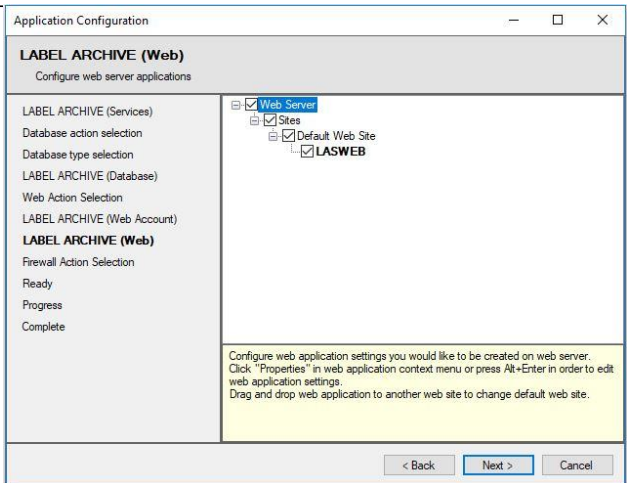 Application Configuration
LABEL ARCHIVE (Web)
Configure web server applications
LABEL ARCHIVE (Services)
Database action selection
Database type selection
LABEL ARCHIVE (Database)
Web Action Selection
LABEL ARCHIVE (Web Account)
LABEL ARCHIVE (Web)
Firewall Action Selection
Ready
Progress
Complete
Web Server
Sites
Default Web Site
LASWEB
Configure web application settings you would like to be created on web server.
Click "Properties" in web application context menu or press Alt+Enter in order to edit
web application settings.
Drag and drop web application to another web site to change default web site.
< Back
Next >
Cancel